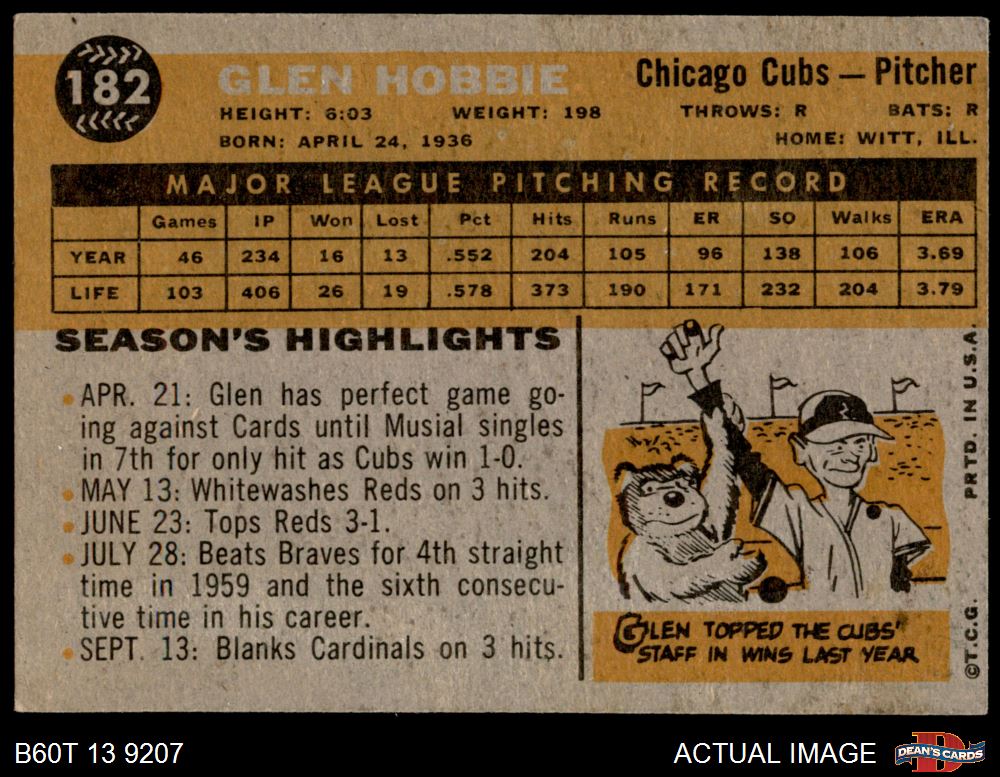 182
GLEN HOBBIE
Chicago Cubs — Pitcher
HEIGHT: 6:03 WEIGHT: 198 THROWS: R BATS: R
BORN: APRIL 24, 1936 HOME: WITT, ILL.
MAJOR LEAGUE PITCHING RECORD
Games IP Won Lost Pct Hits Runs ER SO Walks ERA
YEAR 46 234 16 13 .552 204 105 96 138 106 3.69
LIFE 103 406 26 19 .578 373 190 171 232 204 3.79
SEASON'S HIGHLIGHTS
• APR. 21: Glen has perfect game go-
ing against Cards until Musial singles
in 7th for only hit as Cubs win 1-0.
• MAY 13: Whitewashes Reds on 3 hits.
• JUNE 23: Tops Reds 3-1.
• JULY 28: Beats Braves for 4th straight
time in 1959 and the sixth consecu-
tive time in his career.
• SEPT. 13: Blanks Cardinals on 3 hits.
GLEN TOPPED THE CUBS'
STAFF IN WINS LAST YEAR
©T.C.G. PRTD. IN U.S.A.
B60T 13 9207
ACTUAL IMAGE
DEAN'S CARDS